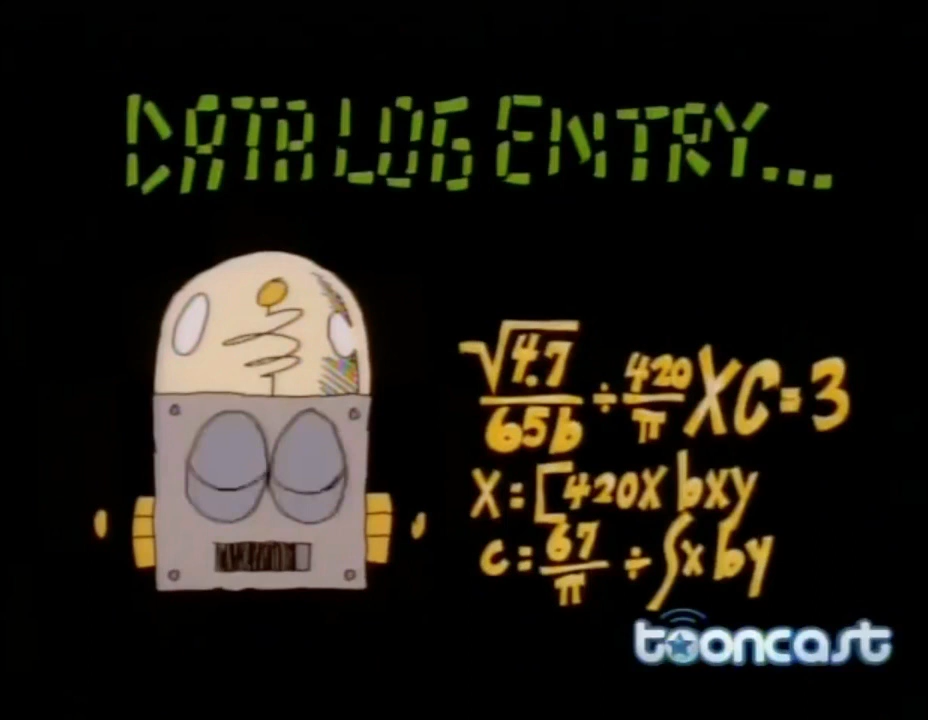 DATA LOG ENTRY...
√4.7/65b ÷ 420/π XC=3
X=[420X bxy
C=67/π ÷ ∫x by
tooncast